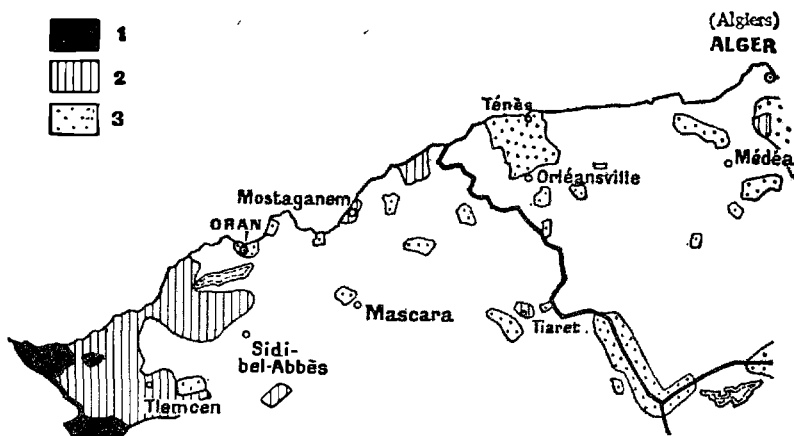 1
2
3
(Algiers)
ALGER
Ténès
Médéa
Orléansville
Mostaganem
ORAN
Mascara
Tiaret
Sidi-
bel-Abbès
Tlemcen